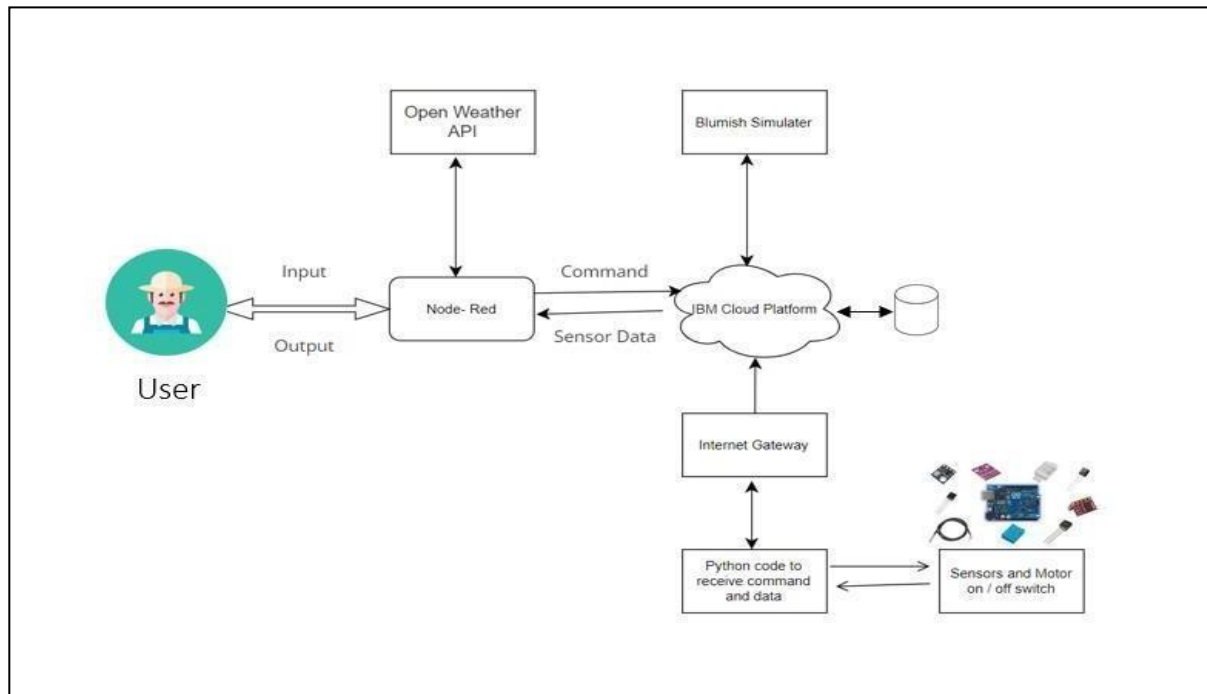 Open Weather
API
Blumish Simulater
Input
Command
Node- Red
IBM Cloud Platform
Output
Sensor Data
User
Internet Gateway
Python code to
receive command
and data
Sensors and Motor
on / off switch